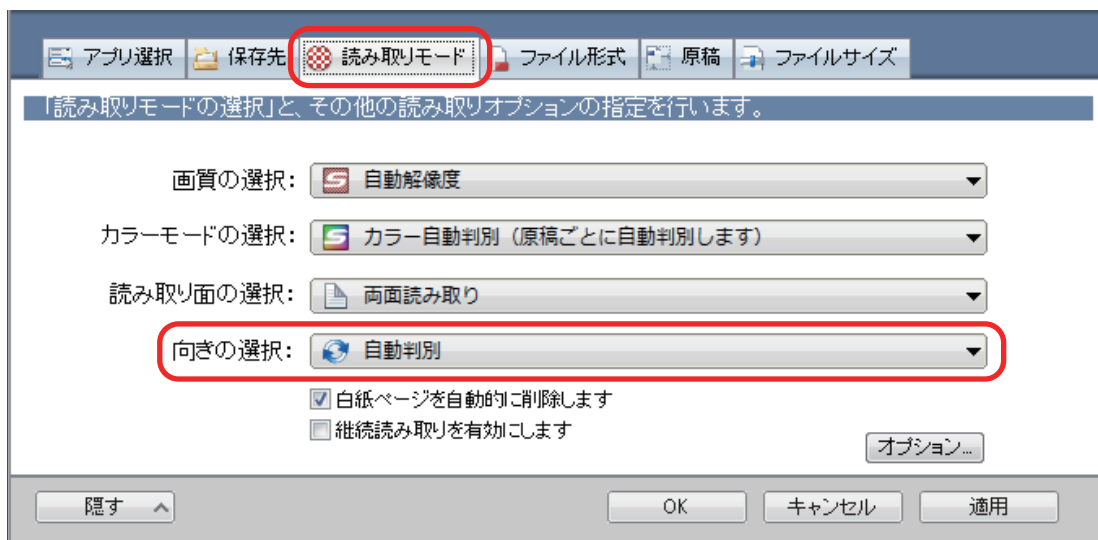 アプリ選択 保存先 読み取りモード ファイル形式 原稿 ファイルサイズ
「読み取りモードの選択」と、その他の読み取りオプションの指定を行います。
画質の選択: 自動解像度
カラーモードの選択: カラー自動判別（原稿ごとに自動判別します）
読み取り面の選択: 両面読み取り
向きの選択: 自動判別
白紙ページを自動的に削除します
継続読み取りを有効にします
オプション...
隠す OK キャンセル 適用